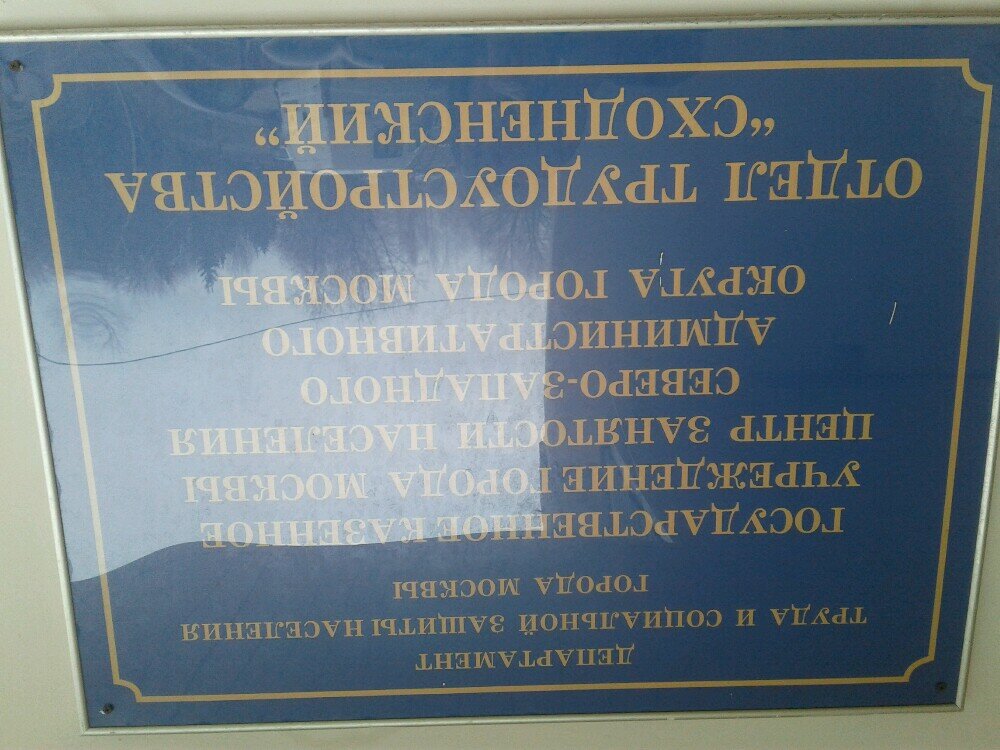 ДЕПАРТАМЕНТ
ТРУДА И СОЦИАЛЬНОЙ ЗАЩИТЫ НАСЕЛЕНИЯ
ГОРОДА МОСКВЫ
ГОСУДАРСТВЕННОЕ КАЗЕННОЕ
УЧРЕЖДЕНИЕ ГОРОДА МОСКВЫ
ЦЕНТР ЗАНЯТОСТИ НАСЕЛЕНИЯ
СЕВЕРО-ЗАПАДНОГО
АДМИНИСТРАТИВНОГО
ОКРУГА ГОРОДА МОСКВЫ
ОТДЕЛ ТРУДОУСТРОЙСТВА
“СХОДНЕНСКИЙ”